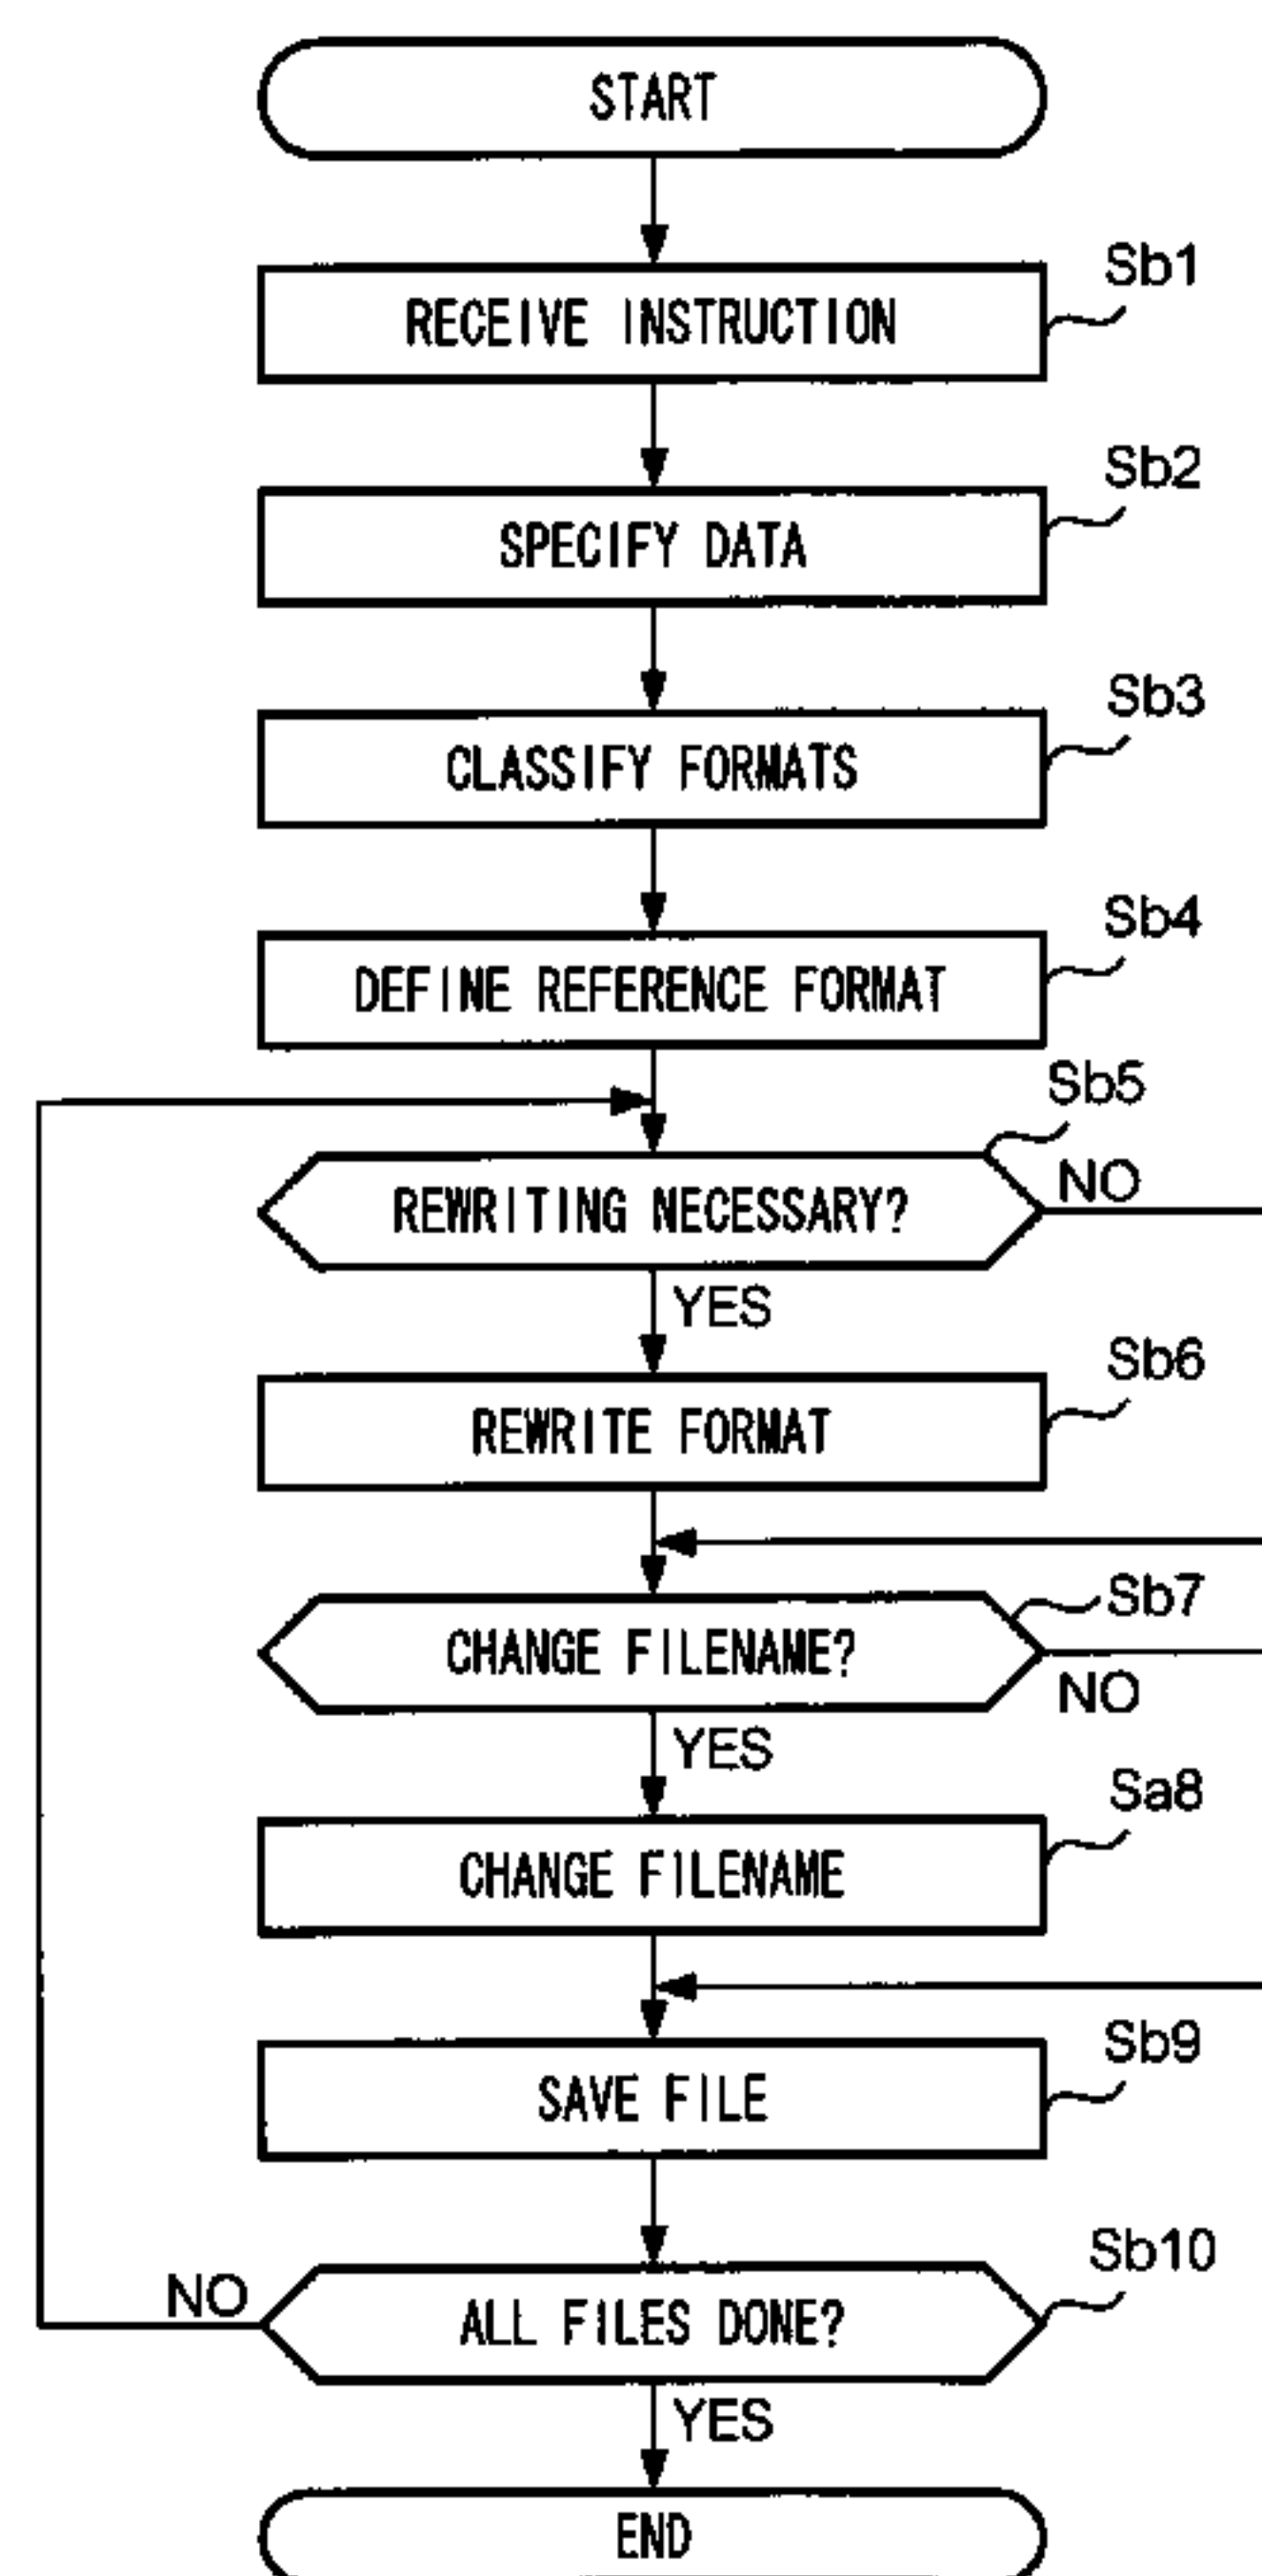 START
Sb1
RECEIVE INSTRUCTION
Sb2
SPECIFY DATA
Sb3
CLASSIFY FORMATS
Sb4
DEFINE REFERENCE FORMAT
Sb5
REWRITING NECESSARY?
NO
YES
Sb6
REWRITE FORMAT
Sb7
CHANGE FILENAME?
NO
YES
Sa8
CHANGE FILENAME
Sb9
SAVE FILE
Sb10
NO
ALL FILES DONE?
YES
END